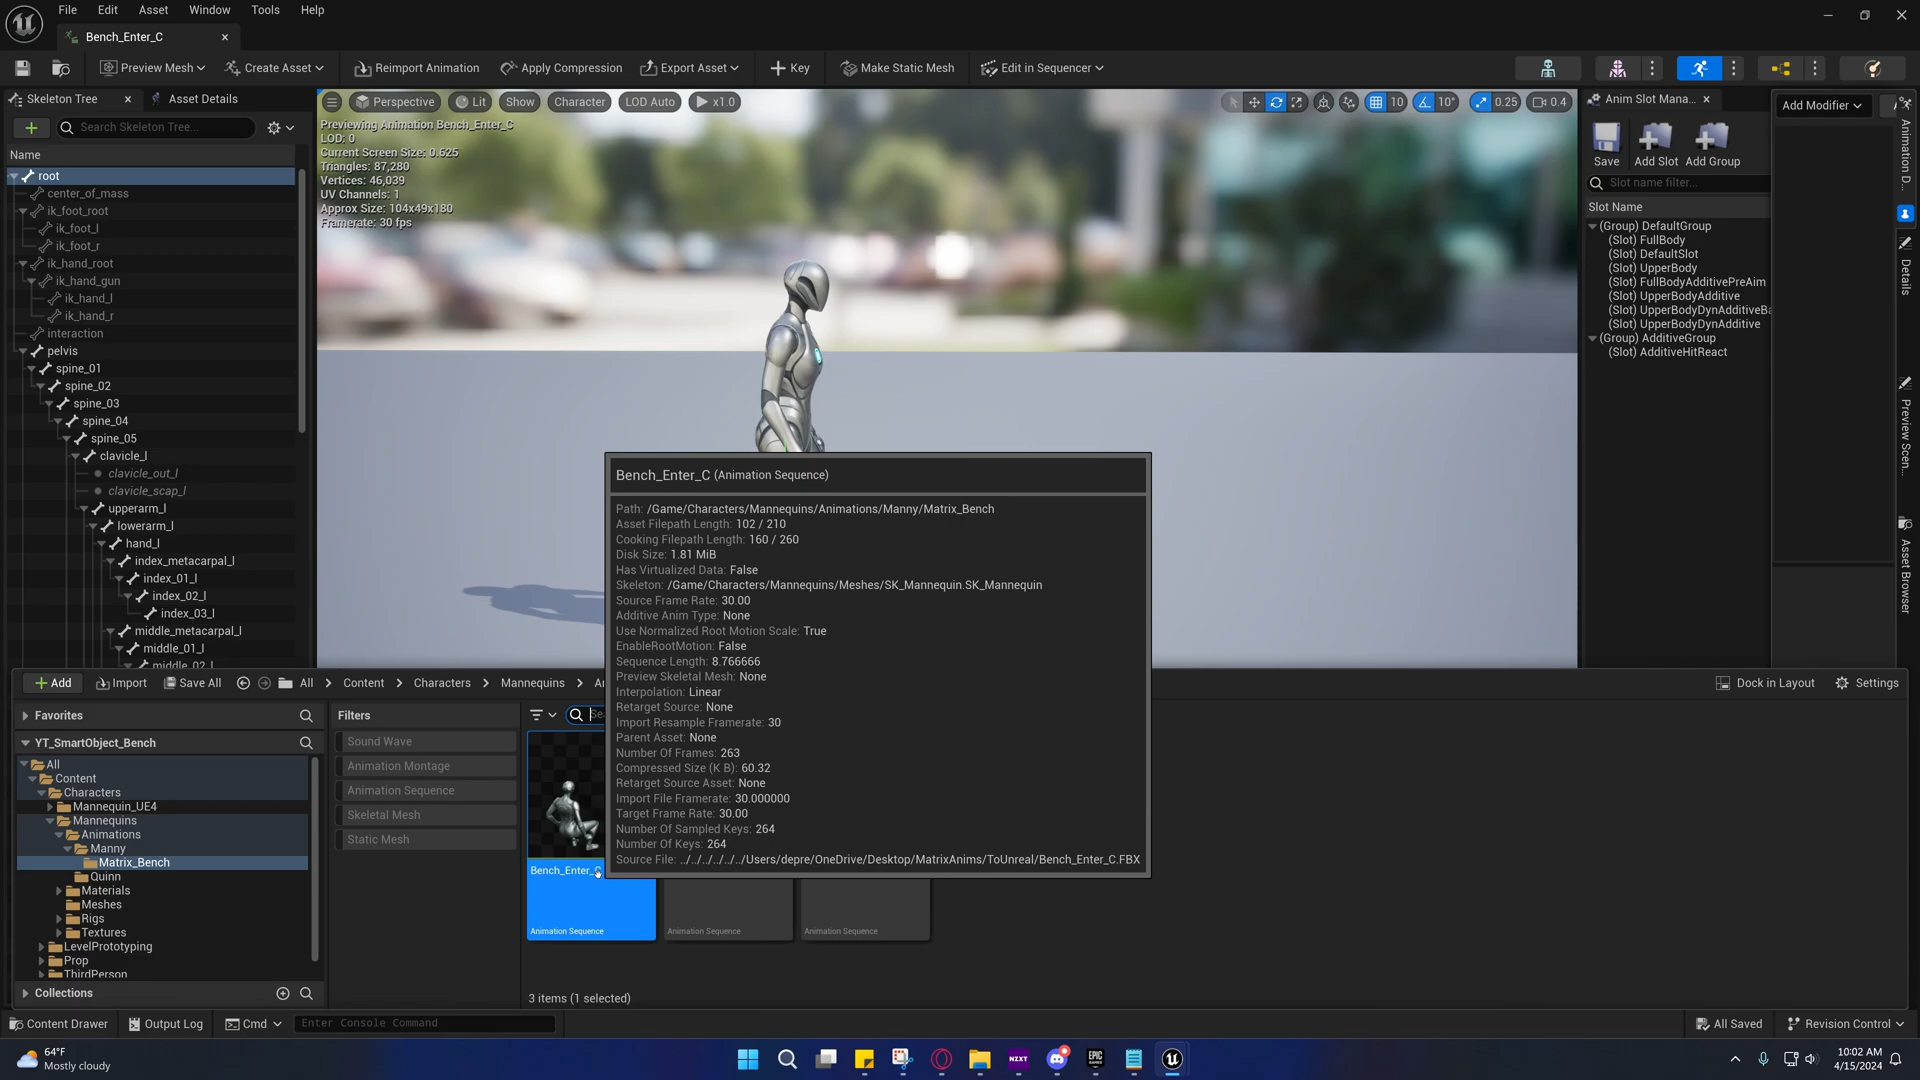 File Edit Asset Window Tools Help
Bench_Enter_C
Preview Mesh Create Asset Reimport Animation Apply Compression Export Asset Key Make Static Mesh Edit in Sequencer
Skeleton Tree Asset Details
Search Skeleton Tree...
Name
root
center_of_mass
ik_foot_root
ik_foot_l
ik_foot_r
ik_hand_root
ik_hand_gun
ik_hand_l
ik_hand_r
interaction
pelvis
spine_01
spine_02
spine_03
spine_04
spine_05
clavicle_l
clavicle_out_l
clavicle_scap_l
upperarm_l
lowerarm_l
hand_l
index_metacarpal_l
index_01_l
index_02_l
index_03_l
middle_metacarpal_l
middle_01_l
middle_02_l
Perspective Lit Show Character LOD Auto x1.0 10 10° 0.25 0.4
Previewing Animation Bench_Enter_C
LOD: 0
Current Screen Size: 0.625
Triangles: 87,280
Vertices: 46,039
UV Channels: 1
Approx Size: 104x49x180
Framerate: 30 fps
Anim Slot Mana...
Save Add Slot Add Group
Slot name filter...
Slot Name
(Group) DefaultGroup
(Slot) FullBody
(Slot) DefaultSlot
(Slot) UpperBody
(Slot) FullBodyAdditivePreAim
(Slot) UpperBodyAdditive
(Slot) UpperBodyDynAdditiveBa
(Slot) UpperBodyDynAdditive
(Group) AdditiveGroup
(Slot) AdditiveHitReact
Add Modifier
Animation D...
Details
Preview Scen...
Asset Browser
Bench_Enter_C (Animation Sequence)
Path: /Game/Characters/Mannequins/Animations/Manny/Matrix_Bench
Asset Filepath Length: 102 / 210
Cooking Filepath Length: 160 / 260
Disk Size: 1.81 MiB
Has Virtualized Data: False
Skeleton: /Game/Characters/Mannequins/Meshes/SK_Mannequin.SK_Mannequin
Source Frame Rate: 30.00
Additive Anim Type: None
Use Normalized Root Motion Scale: True
EnableRootMotion: False
Sequence Length: 8.766666
Preview Skeletal Mesh: None
Interpolation: Linear
Retarget Source: None
Import Resample Framerate: 30
Parent Asset: None
Number Of Frames: 263
Compressed Size (K B): 60.32
Retarget Source Asset: None
Import File Framerate: 30.000000
Target Frame Rate: 30.00
Number Of Sampled Keys: 264
Number Of Keys: 264
Source File: ../../../../../../Users/depre/OneDrive/Desktop/MatrixAnims/ToUnreal/Bench_Enter_C.FBX
Add Import Save All All Content Characters Mannequins
Dock in Layout Settings
Favorites
YT_SmartObject_Bench
All
Content
Characters
Mannequin_UE4
Mannequins
Animations
Manny
Matrix_Bench
Quinn
Materials
Meshes
Rigs
Textures
LevelPrototyping
Prop
ThirdPerson
Collections
Filters
Sound Wave
Animation Montage
Animation Sequence
Skeletal Mesh
Static Mesh
Bench_Enter_C
Animation Sequence
Animation Sequence
Animation Sequence
3 items (1 selected)
Content Drawer Output Log Cmd Enter Console Command
All Saved Revision Control
64°F
Mostly cloudy
NZXT
EPIC GAMES
10:02 AM
4/15/2024